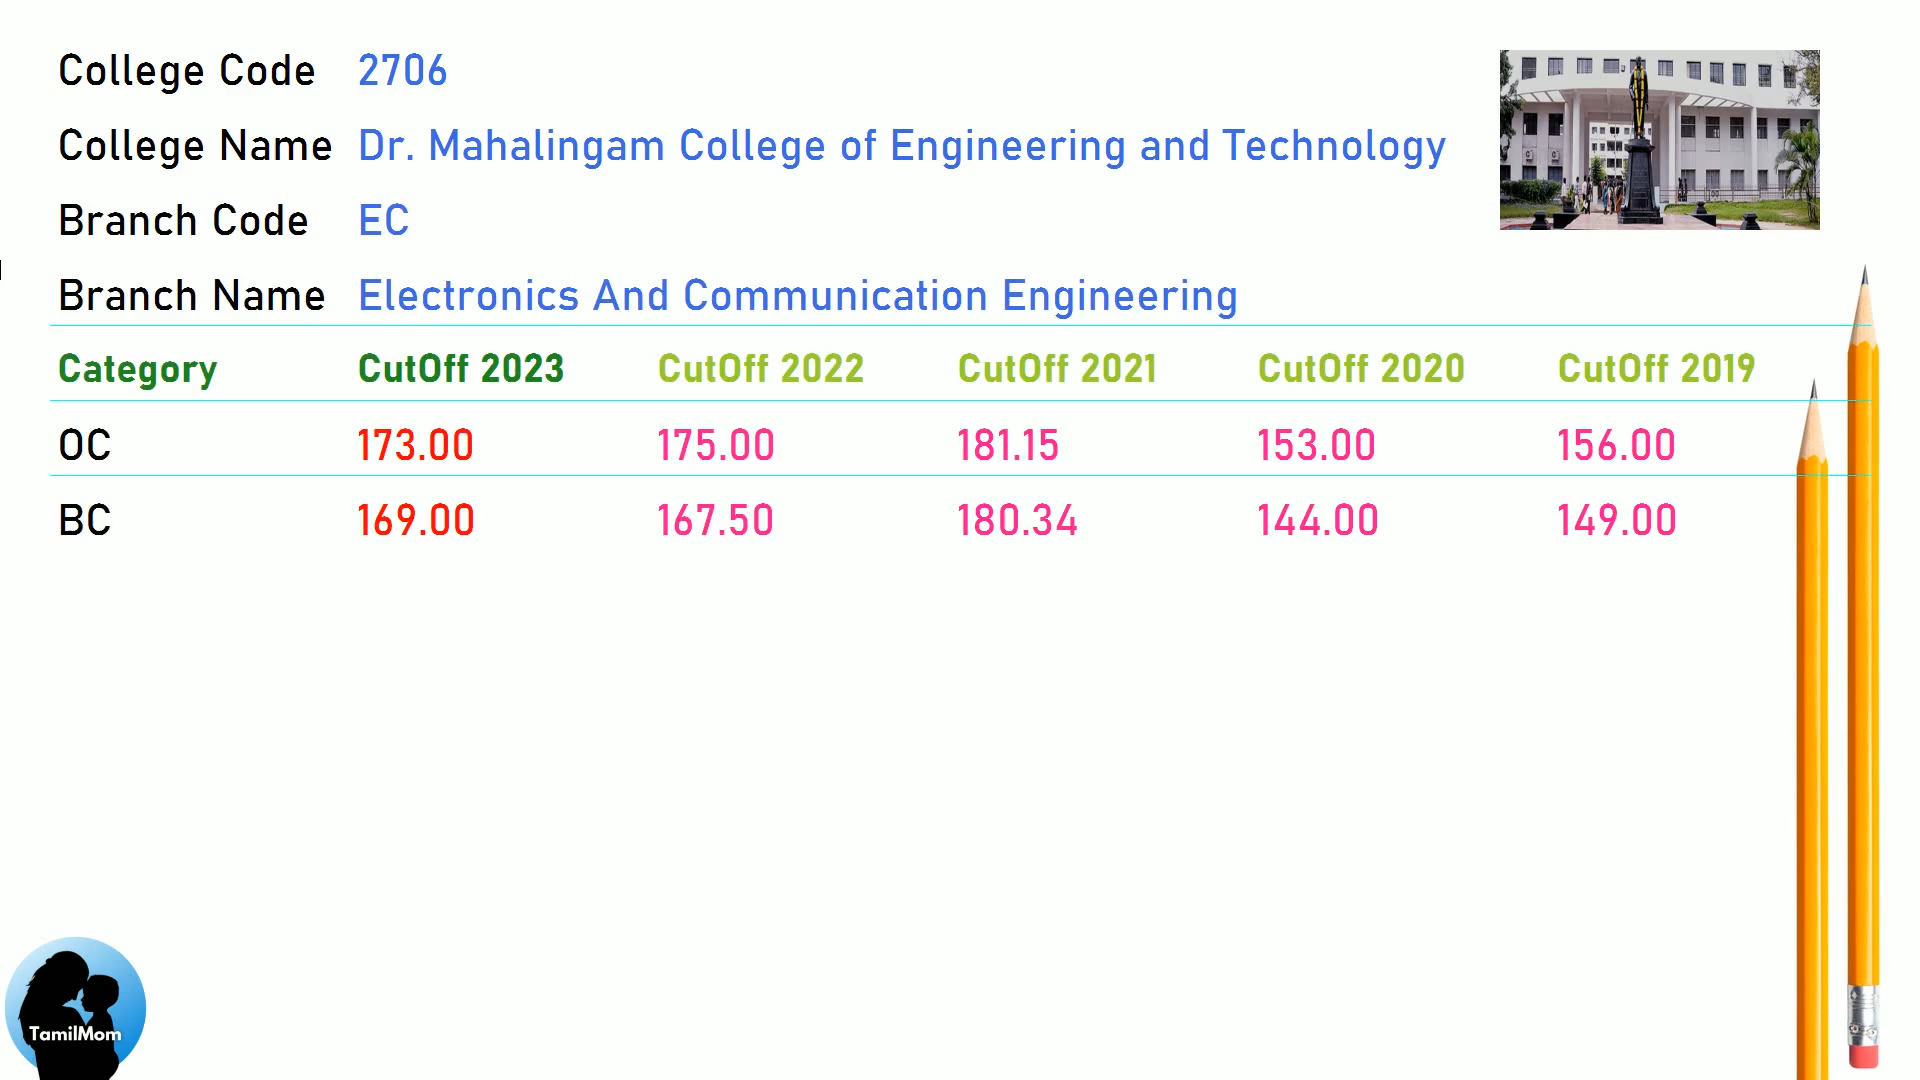 College Code 2706
College Name Dr. Mahalingam College of Engineering and Technology
Branch Code EC
Branch Name Electronics And Communication Engineering
Category CutOff 2023 CutOff 2022 CutOff 2021 CutOff 2020 CutOff 2019
OC 173.00 175.00 181.15 153.00 156.00
BC 169.00 167.50 180.34 144.00 149.00
TamilMom